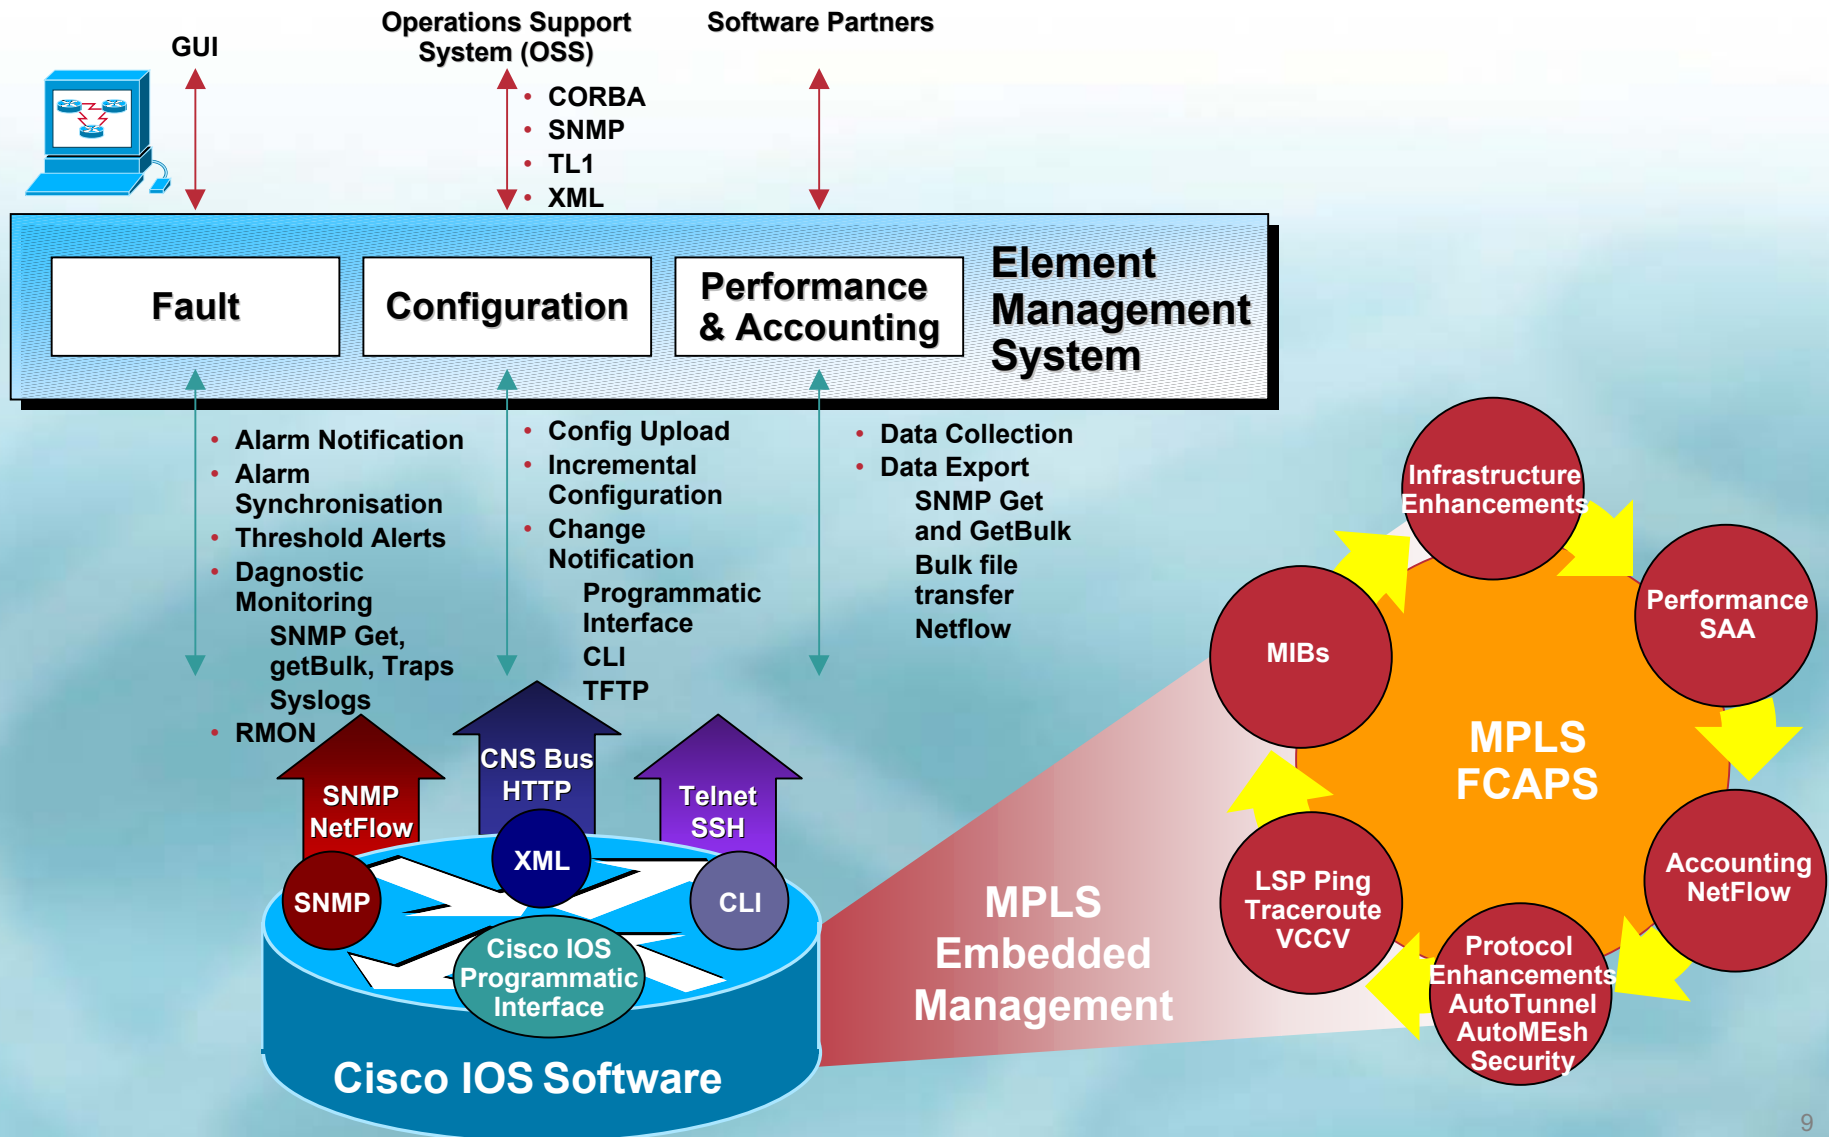 GUI
Operations Support
System (OSS)
• CORBA
• SNMP
• TL1
• XML
Software Partners
Fault
Configuration
Performance
& Accounting
Element
Management
System
• Alarm Notification
• Alarm
Synchronisation
• Threshold Alerts
• Dagnostic
Monitoring
SNMP Get,
getBulk, Traps
Syslogs
• RMON
• Config Upload
• Incremental
Configuration
• Change
Notification
Programmatic
Interface
CLI
TFTP
• Data Collection
• Data Export
SNMP Get
and GetBulk
Bulk file
transfer
Netflow
SNMP
NetFlow
CNS Bus
HTTP
Telnet
SSH
SNMP
XML
CLI
Cisco IOS
Programmatic
Interface
Cisco IOS Software
MPLS
Embedded
Management
Infrastructure
Enhancements
Performance
SAA
Accounting
NetFlow
Protocol
Enhancements
AutoTunnel
AutoMEsh
Security
LSP Ping
Traceroute
VCCV
MIBs
MPLS
FCAPS
9